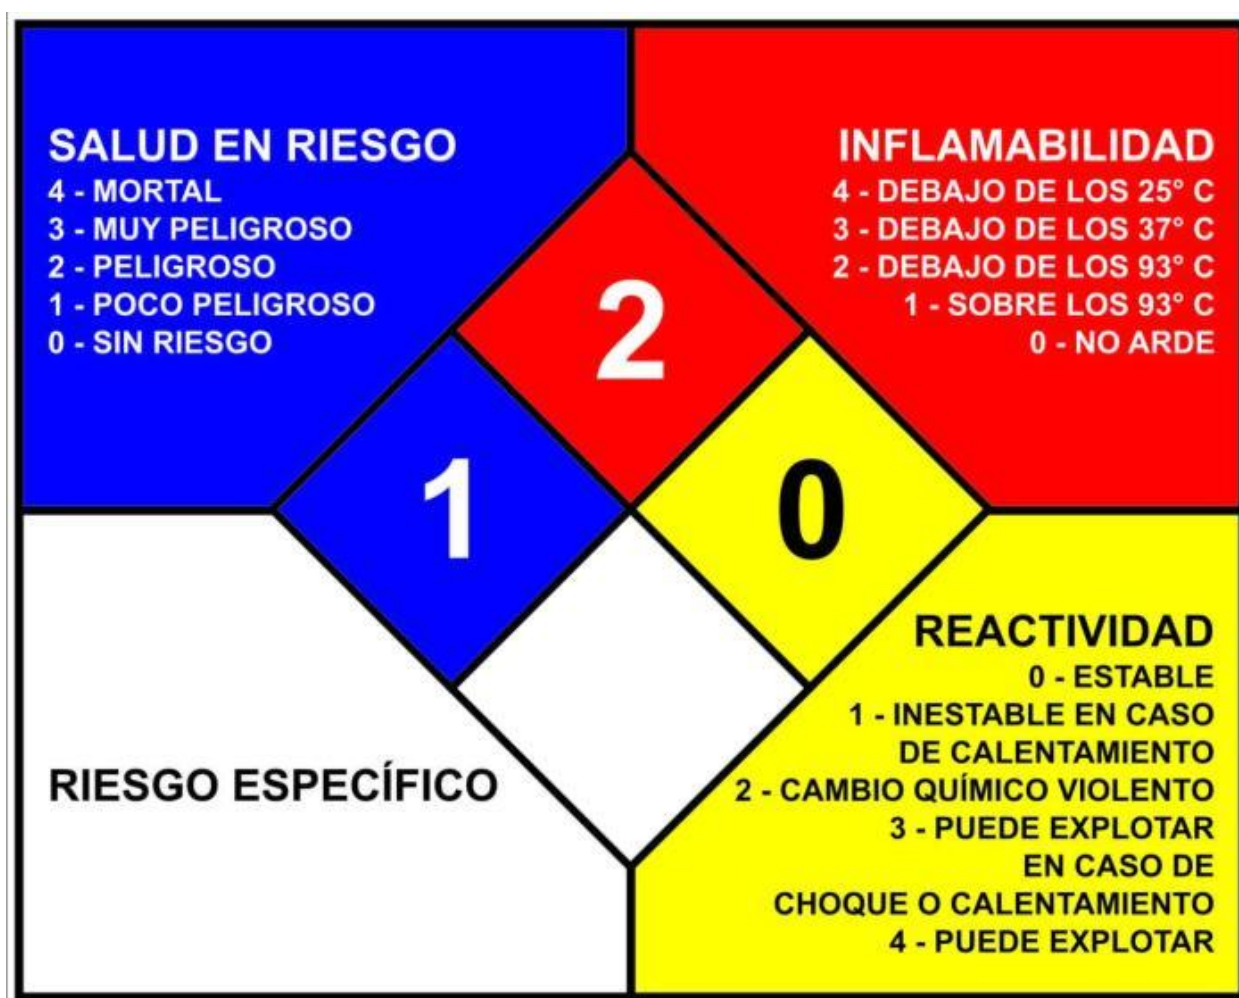 SALUD EN RIESGO
4 - MORTAL
3 - MUY PELIGROSO
2 - PELIGROSO
1 - POCO PELIGROSO
0 - SIN RIESGO
INFLAMABILIDAD
4 - DEBAJO DE LOS 25° C
3 - DEBAJO DE LOS 37° C
2 - DEBAJO DE LOS 93° C
1 - SOBRE LOS 93° C
0 - NO ARDE
2
1
0
RIESGO ESPECÍFICO
REACTIVIDAD
0 - ESTABLE
1 - INESTABLE EN CASO
DE CALENTAMIENTO
2 - CAMBIO QUÍMICO VIOLENTO
3 - PUEDE EXPLOTAR
EN CASO DE
CHOQUE O CALENTAMIENTO
4 - PUEDE EXPLOTAR